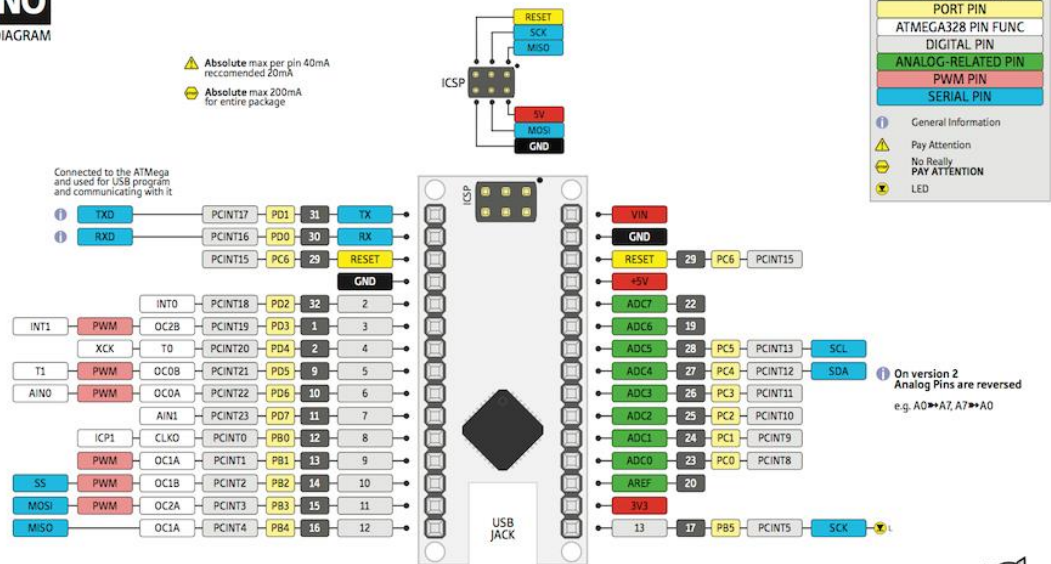 NO
DIAGRAM
Absolute max per pin 40mA
reccomended 20mA
Absolute max 200mA
for entire package
RESET
SCK
MISO
ICSP
5V
MOSI
GND
PORT PIN
ATMEGA328 PIN FUNC
DIGITAL PIN
ANALOG-RELATED PIN
PWM PIN
SERIAL PIN
General Information
Pay Attention
No Really
PAY ATTENTION
LED
Connected to the ATMega
and used for USB program
and communicating with it
TXD PCINT17 PD1 31 TX
RXD PCINT16 PD0 30 RX
PCINT15 PC6 29 RESET
GND
INT0 PCINT18 PD2 32 2
INT1 PWM OC2B PCINT19 PD3 1 3
XCK T0 PCINT20 PD4 2 4
T1 PWM OC0B PCINT21 PD5 9 5
AIN0 PWM OC0A PCINT22 PD6 10 6
AIN1 PCINT23 PD7 11 7
ICP1 CLKO PCINT0 PB0 12 8
PWM OC1A PCINT1 PB1 13 9
SS PWM OC1B PCINT2 PB2 14 10
MOSI PWM OC2A PCINT3 PB3 15 11
MISO OC1A PCINT4 PB4 16 12
ICSP
USB
JACK
VIN
GND
RESET 29 PC6 PCINT15
+5V
ADC7 22
ADC6 19
ADC5 28 PC5 PCINT13 SCL
ADC4 27 PC4 PCINT12 SDA
ADC3 26 PC3 PCINT11
ADC2 25 PC2 PCINT10
ADC1 24 PC1 PCINT9
ADC0 23 PC0 PCINT8
AREF 20
3V3
13 17 PB5 PCINT5 SCK L
On version 2
Analog Pins are reversed
e.g. A0➳A7, A7➳A0